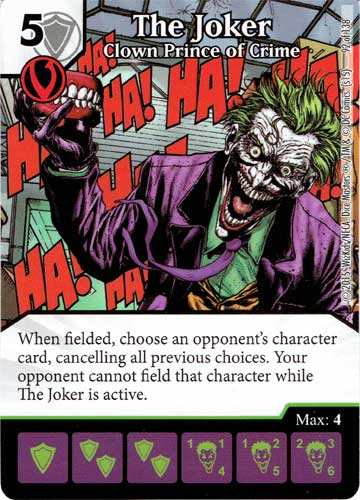 5
The Joker
Clown Prince of Crime
HA!
HA!
HA!
HA!
HA!
HA!
When fielded, choose an opponent's character
card, cancelling all previous choices. Your
opponent cannot field that character while
The Joker is active.
Max: 4
1 1 4
1 2 5
2 3 6